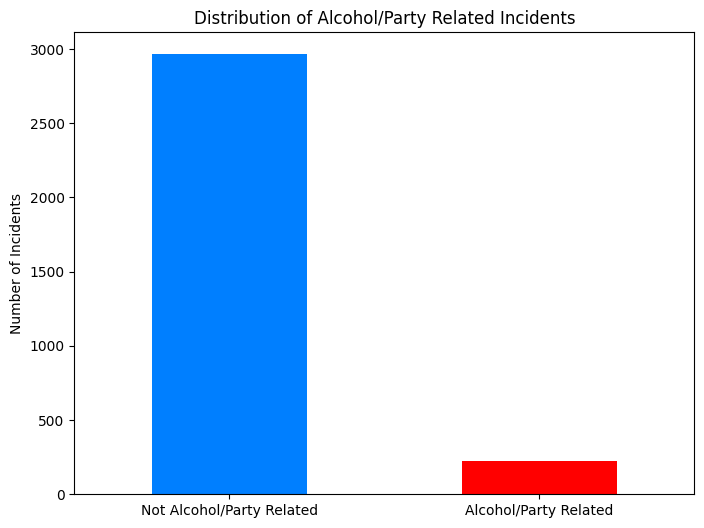 Distribution of Alcohol/Party Related Incidents
Number of Incidents
3000
2500
2000
1500
1000
500
0
Not Alcohol/Party Related
Alcohol/Party Related